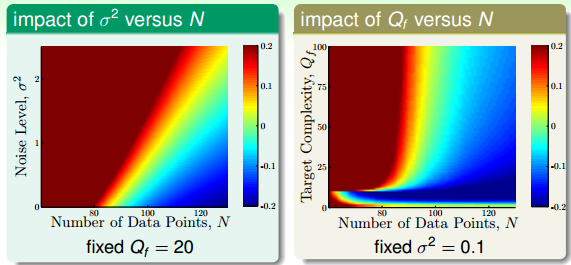 impact of σ² versus N
Noise Level, σ²
2
1
0
80 100 120
Number of Data Points, N
0.2
0.1
0
-0.1
-0.2
fixed Q_f = 20
impact of Q_f versus N
Target Complexity, Q_f
100
75
50
25
0
60 80 100 120
Number of Data Points, N
0.2
0.1
0
-0.1
-0.2
fixed σ² = 0.1